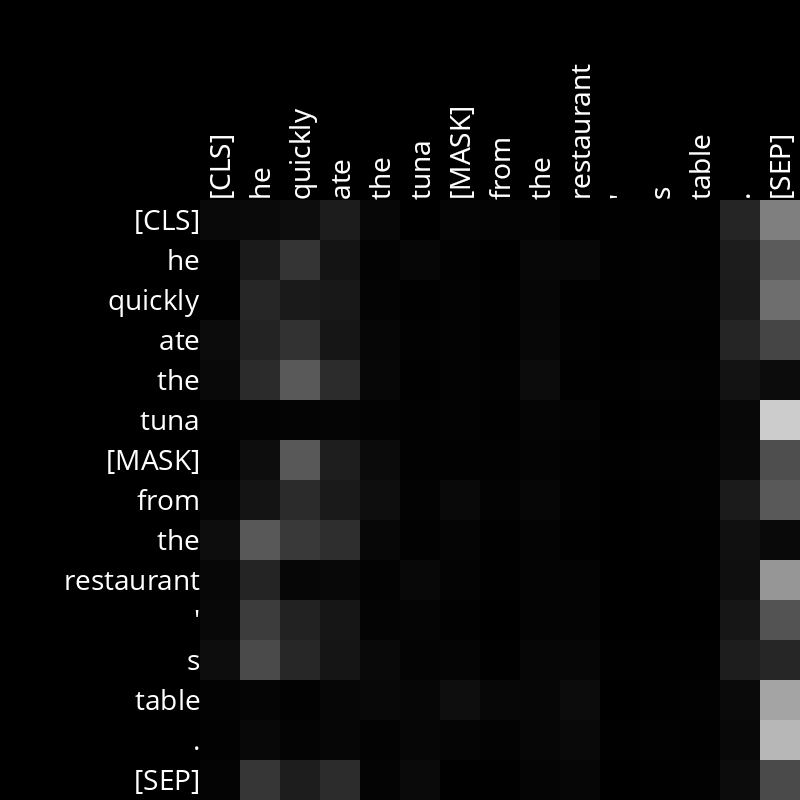 [CLS] he quickly ate the tuna [MASK] from the restaurant ' s table . [SEP]
[CLS]
he
quickly
ate
the
tuna
[MASK]
from
the
restaurant
'
s
table
.
[SEP]